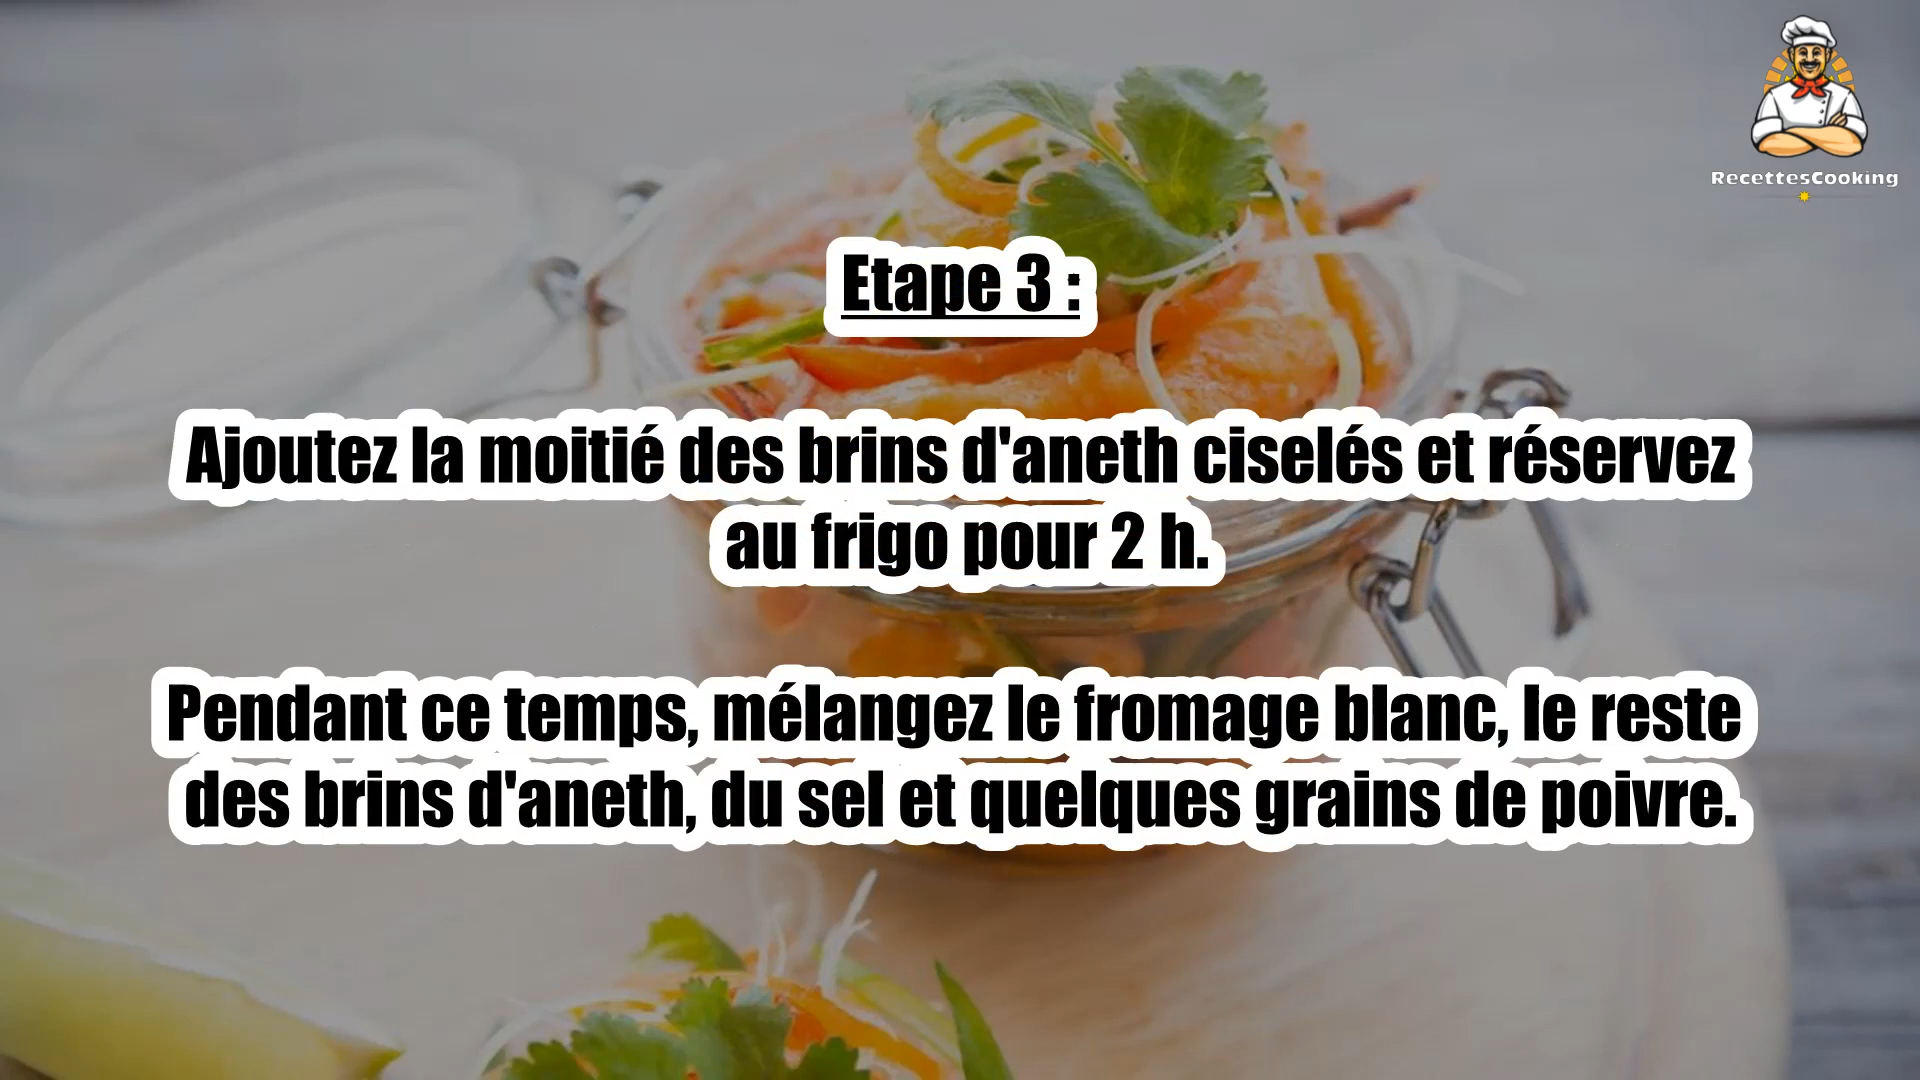 RecettesCooking
Etape 3 :
Ajoutez la moitié des brins d'aneth ciselés et réservez
au frigo pour 2 h.
Pendant ce temps, mélangez le fromage blanc, le reste
des brins d'aneth, du sel et quelques grains de poivre.